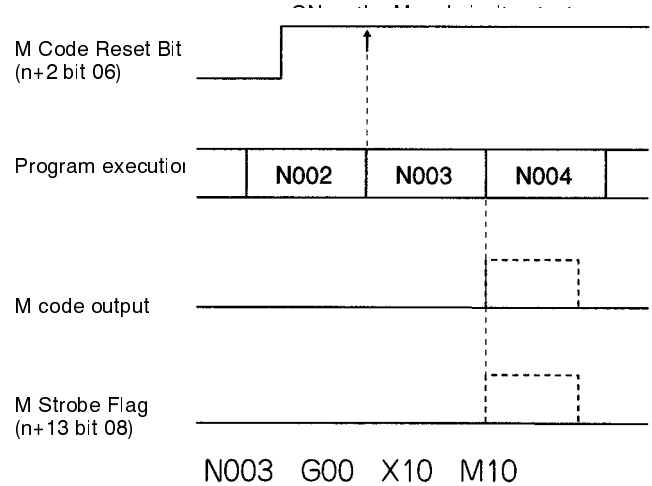 M Code Reset Bit
(n+2 bit 06)
Program execution
N002 N003 N004
M code output
M Strobe Flag
(n+13 bit 08)
N003 G00 X10 M10